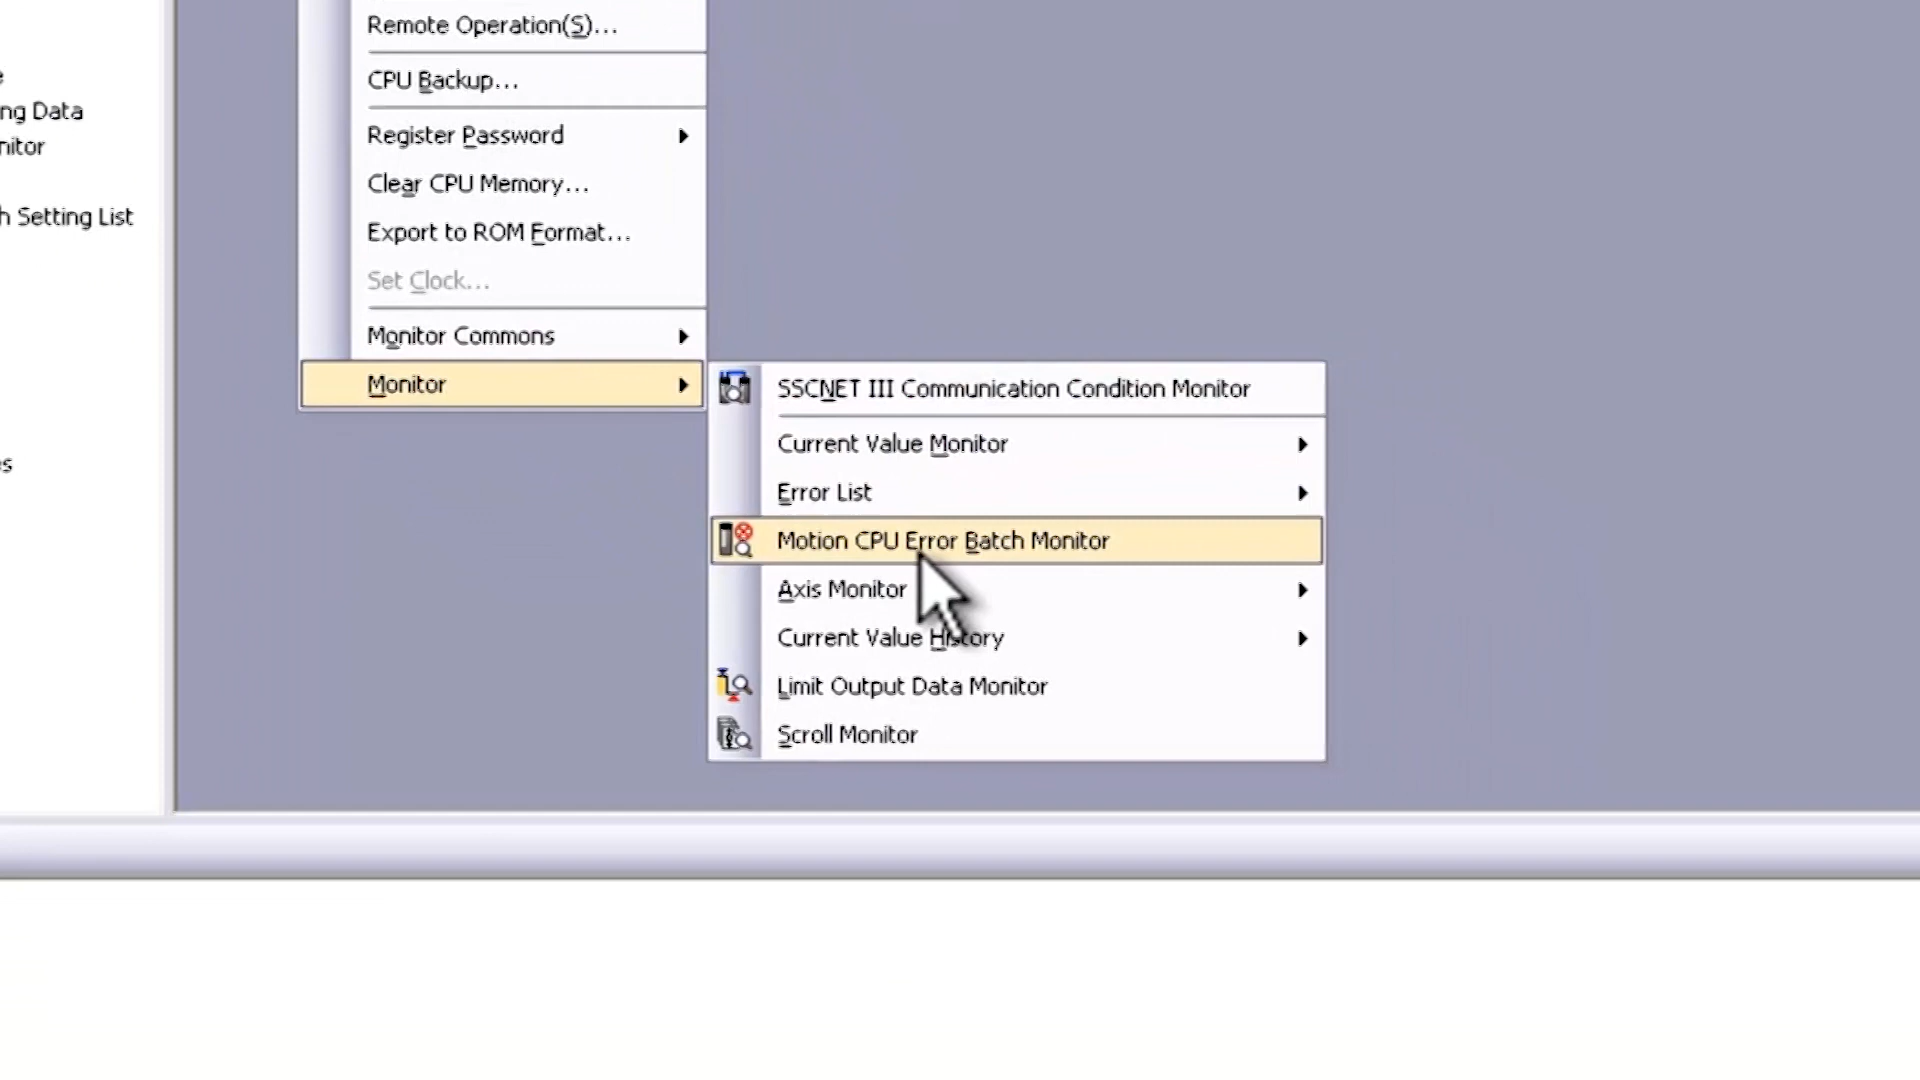 Remote Operation(S)...
CPU Backup...
Register Password
Clear CPU Memory...
Export to ROM Format...
Set Clock...
Monitor Commons
Monitor
ng Data
nitor
h Setting List
SSCNET III Communication Condition Monitor
Current Value Monitor
Error List
Motion CPU Error Batch Monitor
Axis Monitor
Current Value History
Limit Output Data Monitor
Scroll Monitor